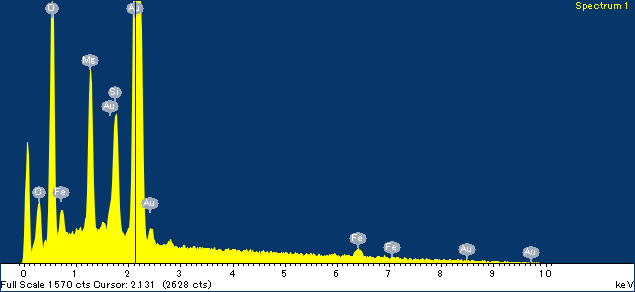 Spectrum 1
O
Au
Mg
Si
Au
C
Fe
Au
Fe
Fe
Au
Au
0 1 2 3 4 5 6 7 8 9 10
Full Scale 1570 cts Cursor: 2.131 (2628 cts) keV